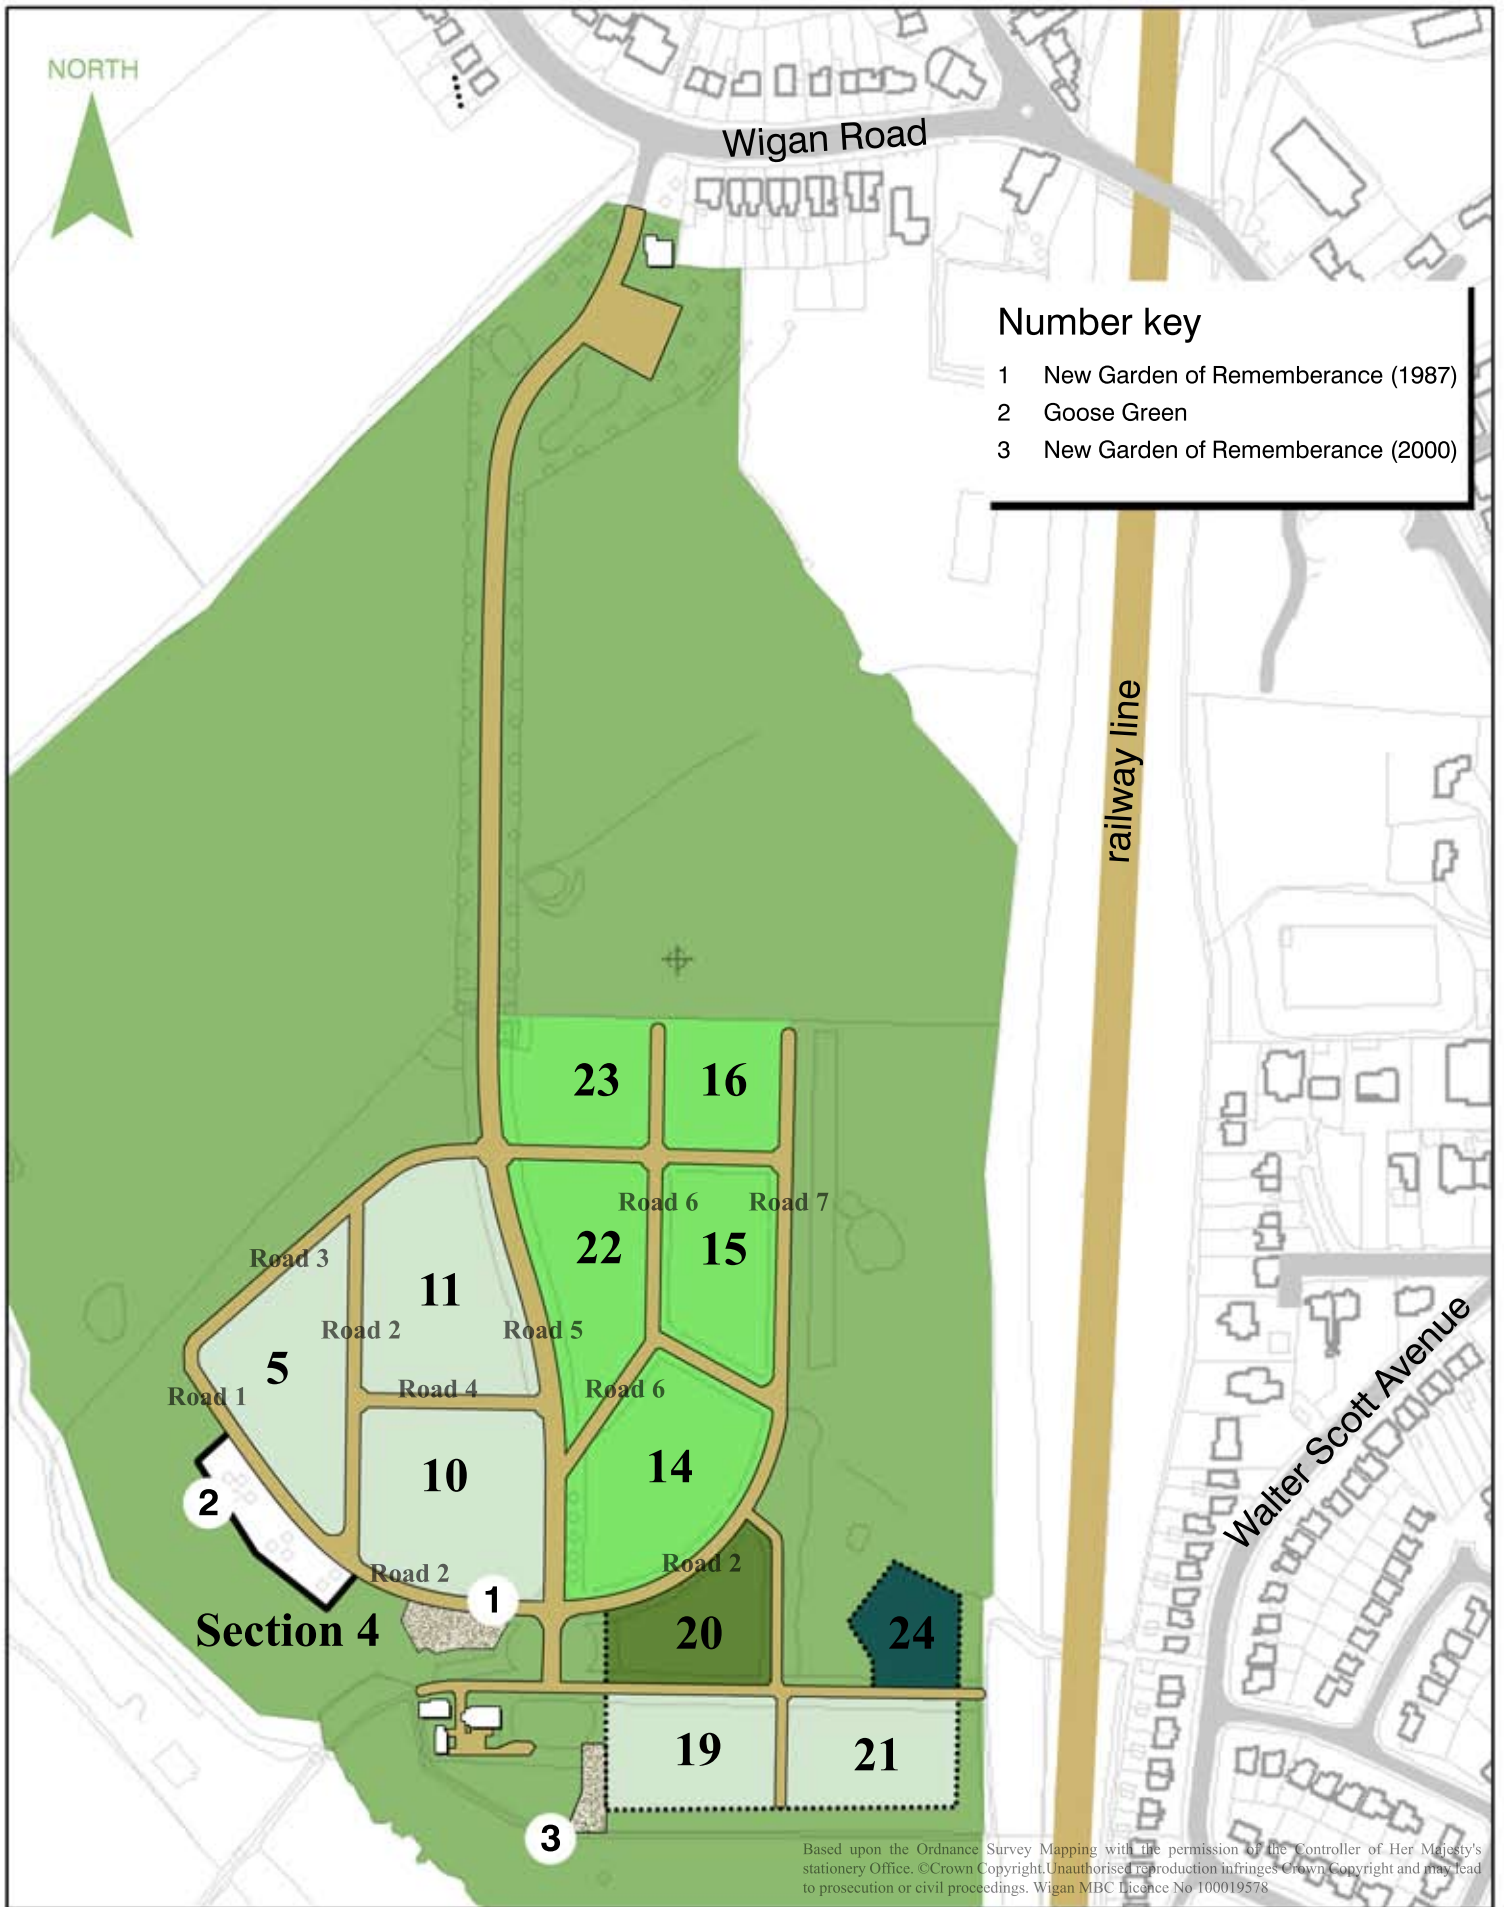 NORTH
Wigan Road
Number key
1 New Garden of Rememberance (1987)
2 Goose Green
3 New Garden of Rememberance (2000)
railway line
23
16
Road 6
Road 7
22
15
Road 3
11
Road 2
Road 5
5
Road 1
Road 4
Road 6
10
14
2
Walter Scott Avenue
Road 2
Road 2
1
Section 4
20
24
19
21
3
Based upon the Ordnance Survey Mapping with the permission of the Controller of Her Majesty's
stationery Office. ©Crown Copyright.Unauthorised reproduction infringes Crown Copyright and may lead
to prosecution or civil proceedings. Wigan MBC Licence No 100019578